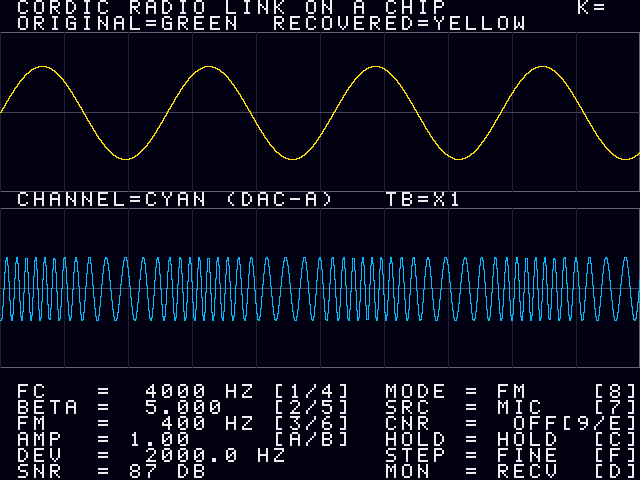 CORDIC RADIO LINK ON A CHIP K=
ORIGINAL=GREEN RECOVERED=YELLOW
CHANNEL=CYAN (DAC-A) TB=X1
FC = 4000 HZ [1/4] MODE = FM [8]
BETA = 5.000 [2/5] SRC = MIC [7]
FM = 400 HZ [3/6] CNR = OFF[9/E]
AMP = 1.00 [A/B] HOLD = HOLD [C]
DEV = 2000.0 HZ STEP = FINE [F]
SNR = 87 DB MON = RECV [D]